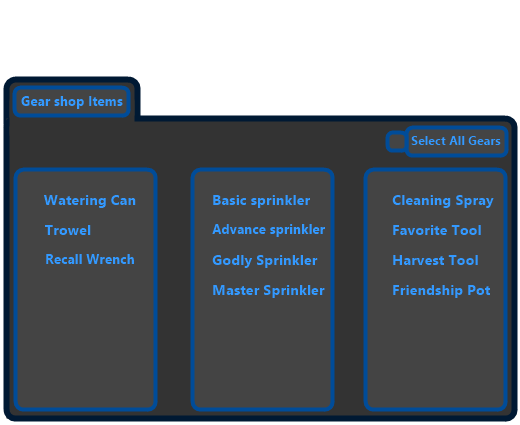 Gear shop Items
Select All Gears
Watering Can
Trowel
Recall Wrench
Basic sprinkler
Advance sprinkler
Godly Sprinkler
Master Sprinkler
Cleaning Spray
Favorite Tool
Harvest Tool
Friendship Pot